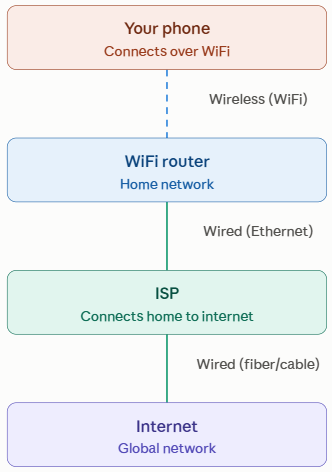 Your phone
Connects over WiFi
Wireless (WiFi)
WiFi router
Home network
Wired (Ethernet)
ISP
Connects home to internet
Wired (fiber/cable)
Internet
Global network